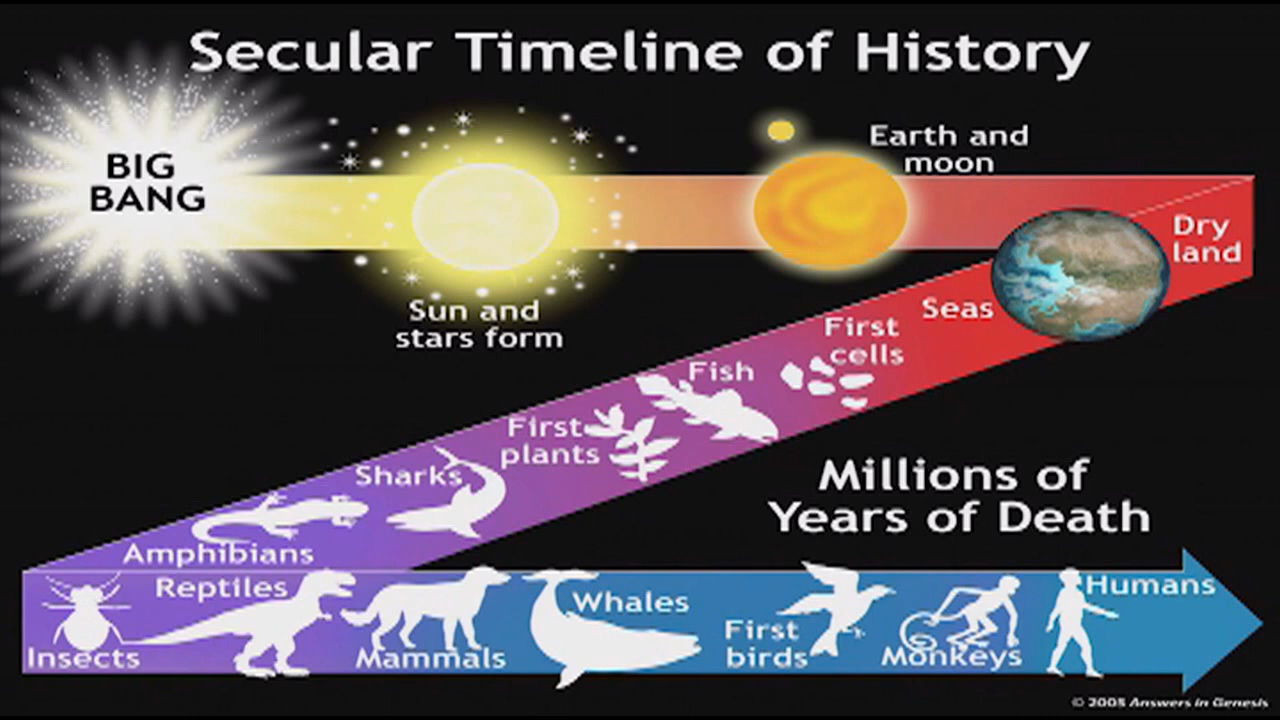 Secular Timeline of History
BIG
BANG
Sun and
stars form
Earth and
moon
Dry
land
Seas
First
cells
Fish
First
plants
Sharks
Amphibians
Millions of
Years of Death
Insects
Reptiles
Mammals
Whales
First
birds
Monkeys
Humans
© 2005 Answers in Genesis